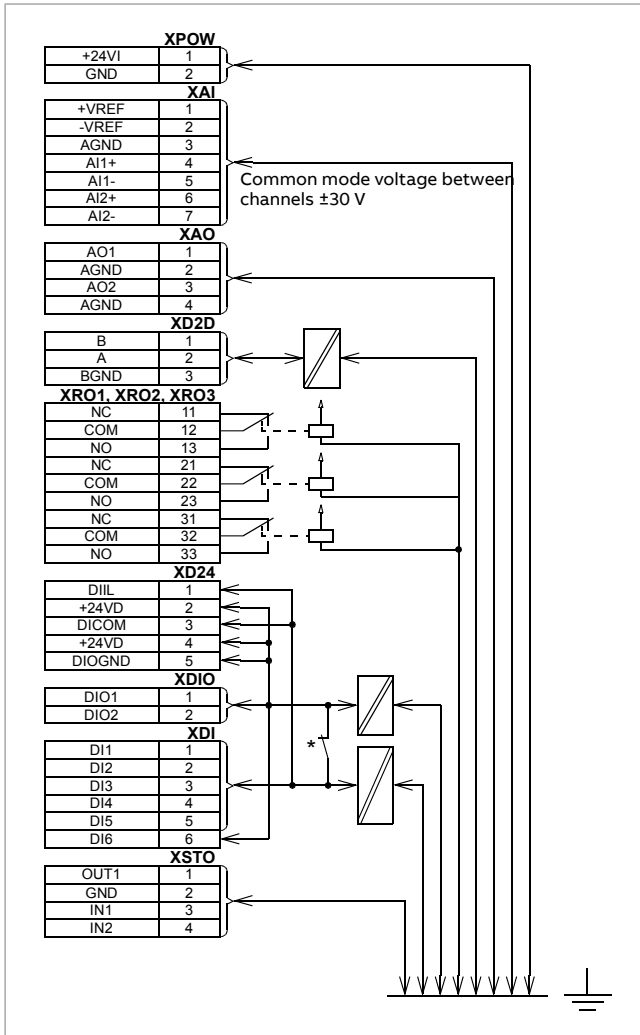 XPOW
+24VI 1
GND 2
XAI
+VREF 1
-VREF 2
AGND 3
AI1+ 4
AI1- 5
AI2+ 6
AI2- 7
Common mode voltage between
channels ±30 V
XAO
AO1 1
AGND 2
AO2 3
AGND 4
XD2D
B 1
A 2
BGND 3
XRO1, XRO2, XRO3
NC 11
COM 12
NO 13
NC 21
COM 22
NO 23
NC 31
COM 32
NO 33
XD24
DIIL 1
+24VD 2
DICOM 3
+24VD 4
DIOGND 5
XDIO
DIO1 1
DIO2 2
XDI
DI1 1
DI2 2
DI3 3
DI4 4
DI5 5
DI6 6
*
XSTO
OUT1 1
GND 2
IN1 3
IN2 4